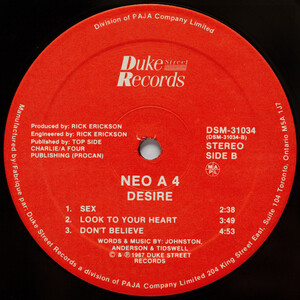 Division of PAJA Company Limited
Duke Street
Records
Produced by: RICK ERICKSON
Engineered by: RICK ERICKSON
Published by: TOP SIDE
CHARLIE/A FOUR
PUBLISHING (PROCAN)
DSM-31034
(DSM-31034-B)
STEREO
SIDE B
NEO A 4
DESIRE
1. SEX 2:38
2. LOOK TO YOUR HEART 3:49
3. DON'T BELIEVE 4:53
WORDS & MUSIC BY: JOHNSTON,
ANDERSON & TIDSWELL
© ℗ 1987 DUKE STREET
RECORDS
Manufactured by/Fabrique par Duke Street Records a division of PAJA Company Limited 204 King Street East, Suite 104 Toronto, Ontario M5A 1J7